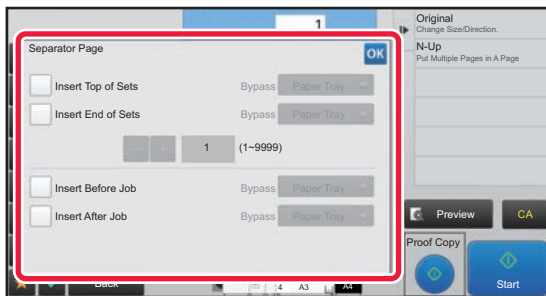 1
Separator Page
OK
Insert Top of Sets Bypass Paper Tray
Insert End of Sets Bypass Paper Tray
1 (1~9999)
Insert Before Job Bypass Paper Tray
Insert After Job Bypass Paper Tray
Original
Change Size/Direction.
N-Up
Put Multiple Pages in A Page
Preview
CA
Proof Copy
Start
Back
4 A3 A4